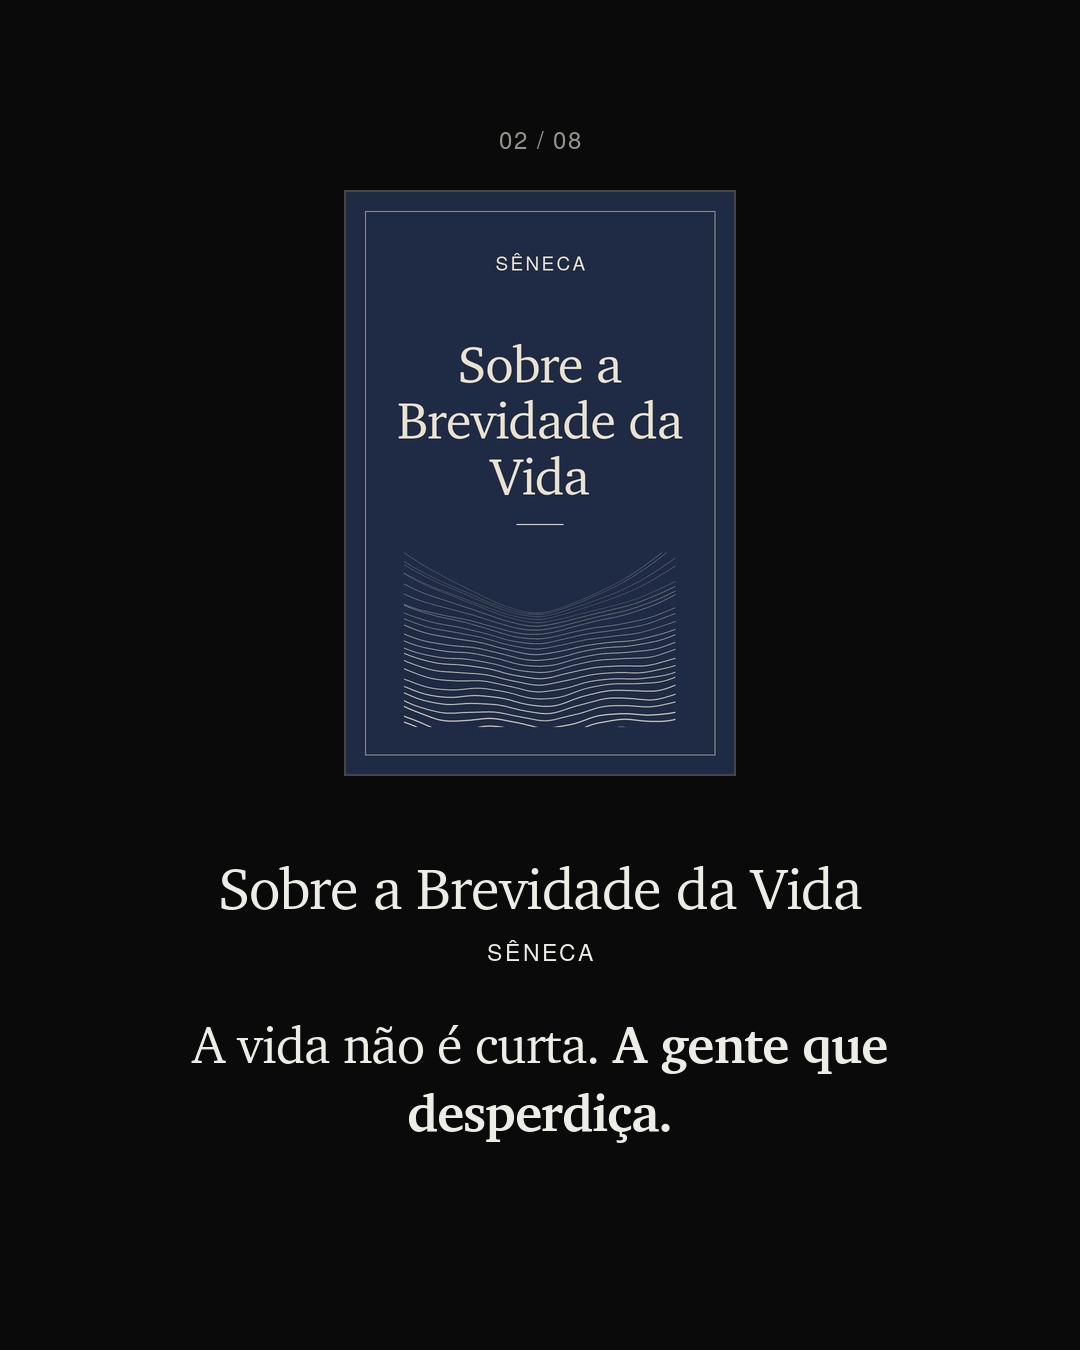 02 / 08
SÊNECA
Sobre a
Brevidade da
Vida
Sobre a Brevidade da Vida
SÊNECA
A vida não é curta. A gente que
desperdiça.